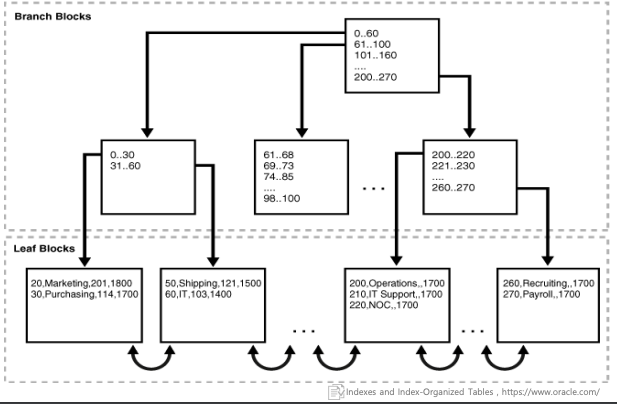 Branch Blocks
0..60
61..100
101..160
....
200..270
0..30
31..60
61..68
69..73
74..85
....
98..100
...
200..220
221..230
....
260..270
Leaf Blocks
20,Marketing,201,1800
30,Purchasing,114,1700
50,Shipping,121,1500
60,IT,103,1400
...
200,Operations,,1700
210,IT Support,,1700
220,NOC,,1700
...
260,Recruiting,,1700
270,Payroll,,1700
Indexes and Index-Organized Tables , https://www.oracle.com/